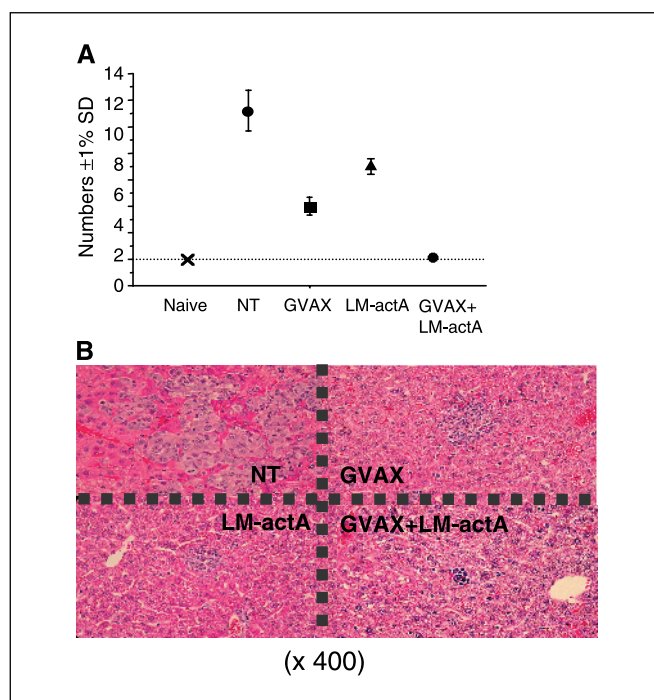 A
Numbers ±1% SD
14
12
10
8
6
4
2
0
Naive NT GVAX LM-actA GVAX+
LM-actA
B
NT GVAX
LM-actA GVAX+LM-actA
(x 400)